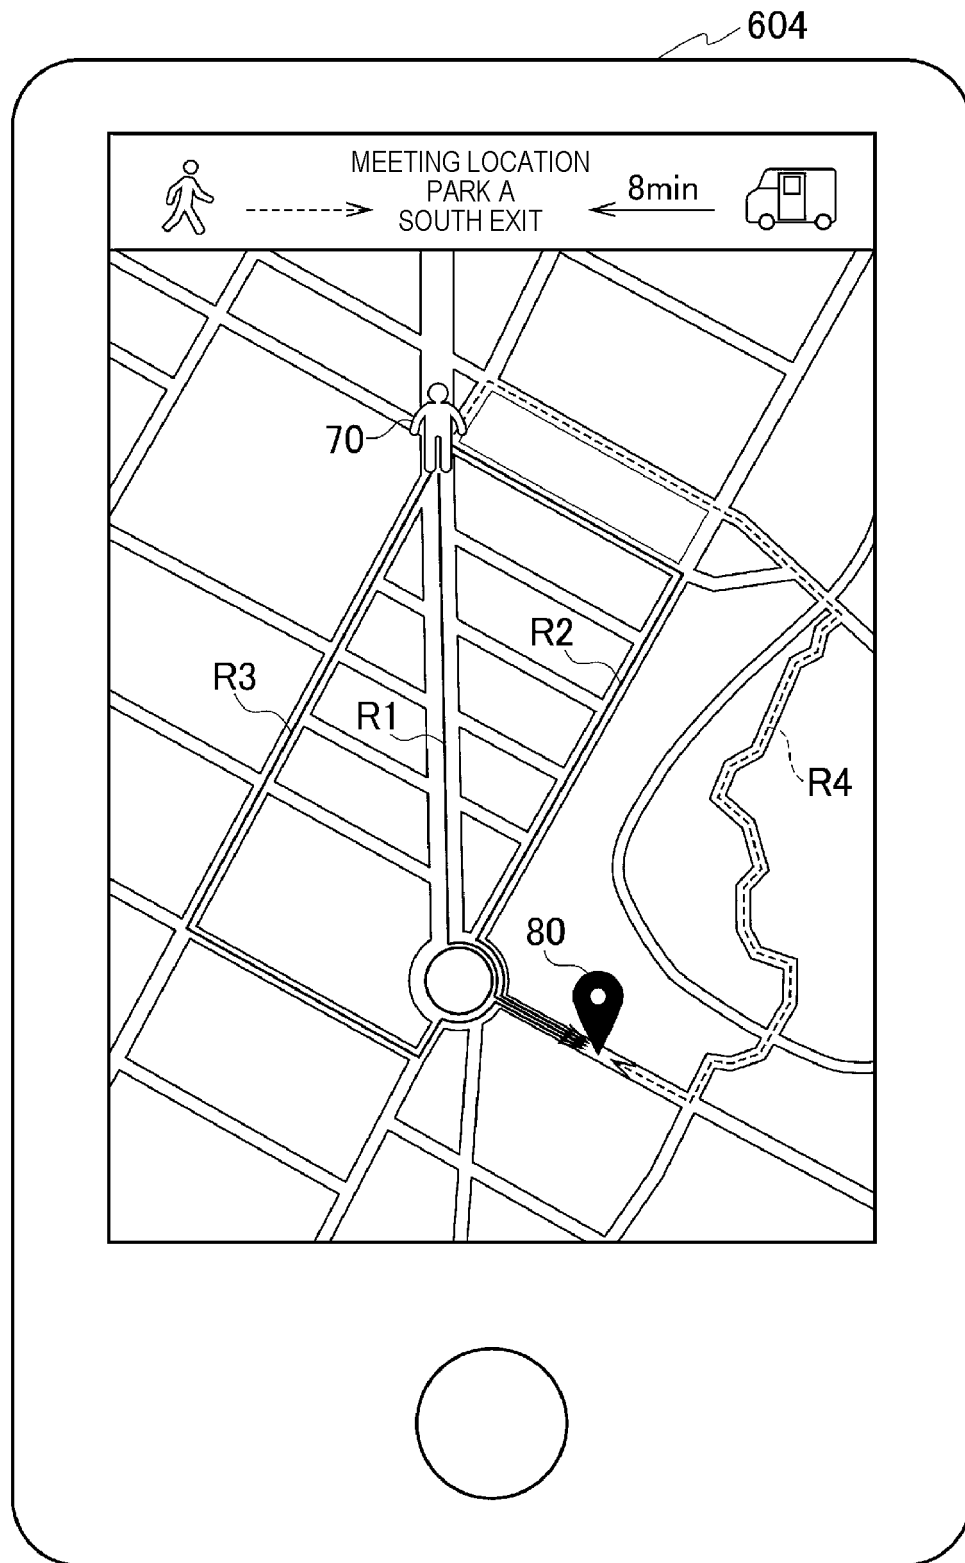 604
MEETING LOCATION
PARK A
SOUTH EXIT
8min
70
R2
R3
R1
R4
80